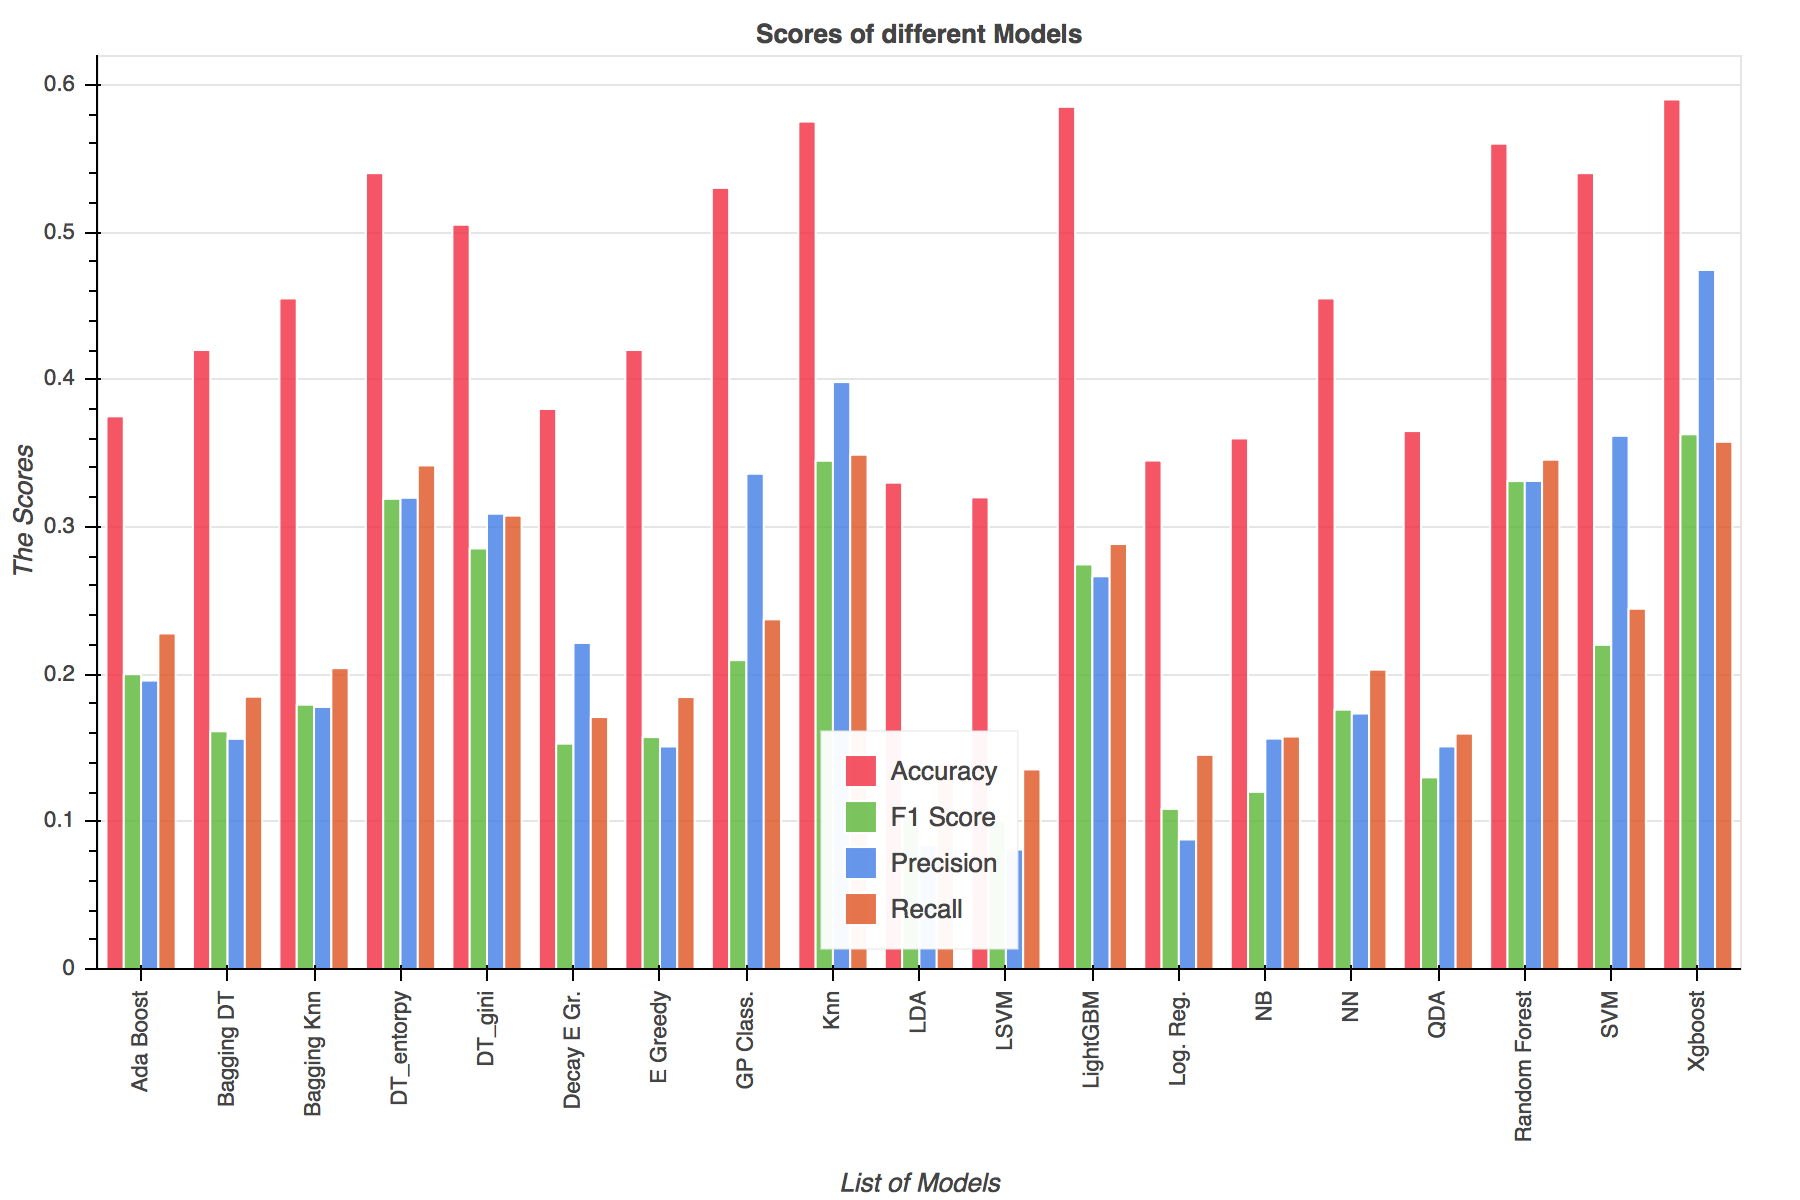 Scores of different Models
The Scores
0.6
0.5
0.4
0.3
0.2
0.1
0
Accuracy
F1 Score
Precision
Recall
Ada Boost
Bagging DT
Bagging Knn
DT_entorpy
DT_gini
Decay E Gr.
E Greedy
GP Class.
Knn
LDA
LSVM
LightGBM
Log. Reg.
NB
NN
QDA
Random Forest
SVM
Xgboost
List of Models